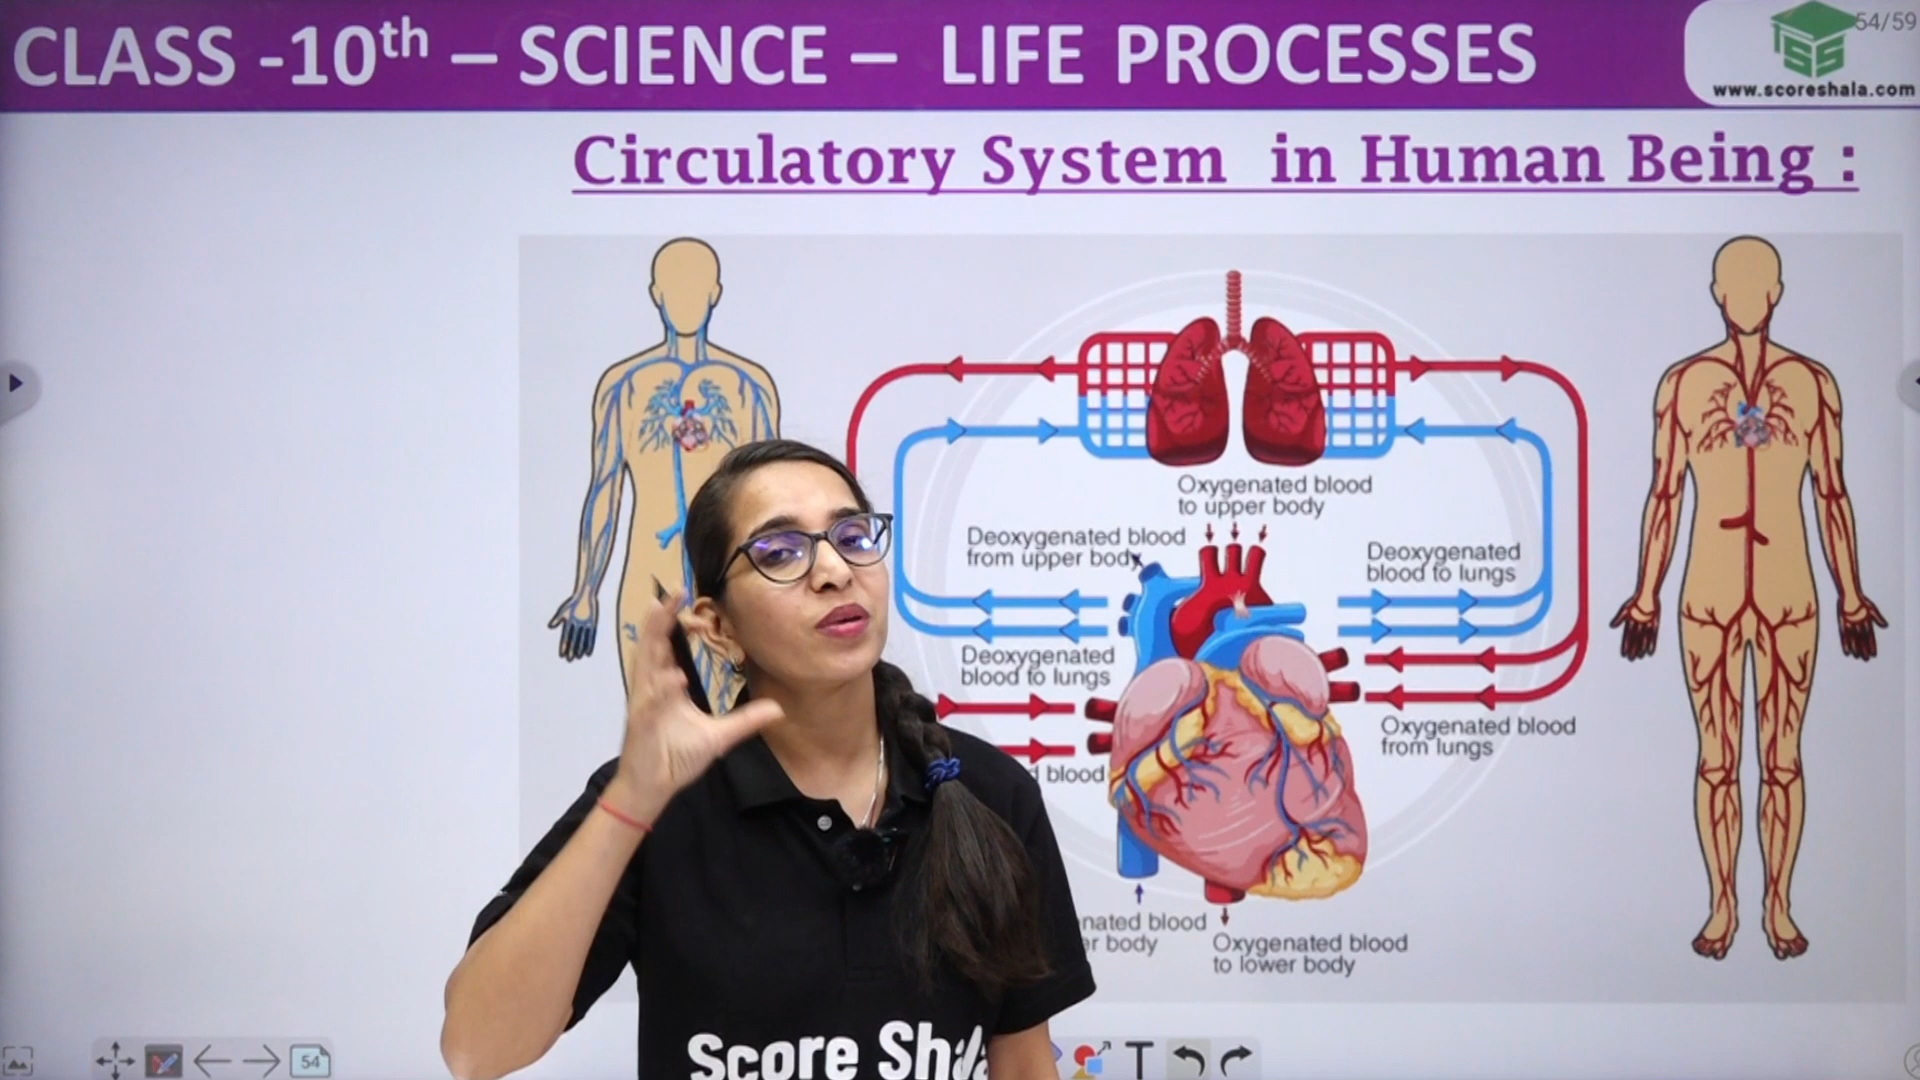 CLASS -10th – SCIENCE – LIFE PROCESSES
54/59
www.scoreshala.com
Circulatory System in Human Being :
Oxygenated blood
to upper body
Deoxygenated blood
from upper body
Deoxygenated
blood to lungs
Deoxygenated
blood to lungs
Oxygenated blood
from lungs
blood
blood
body
Oxygenated blood
to lower body
Score
54
T